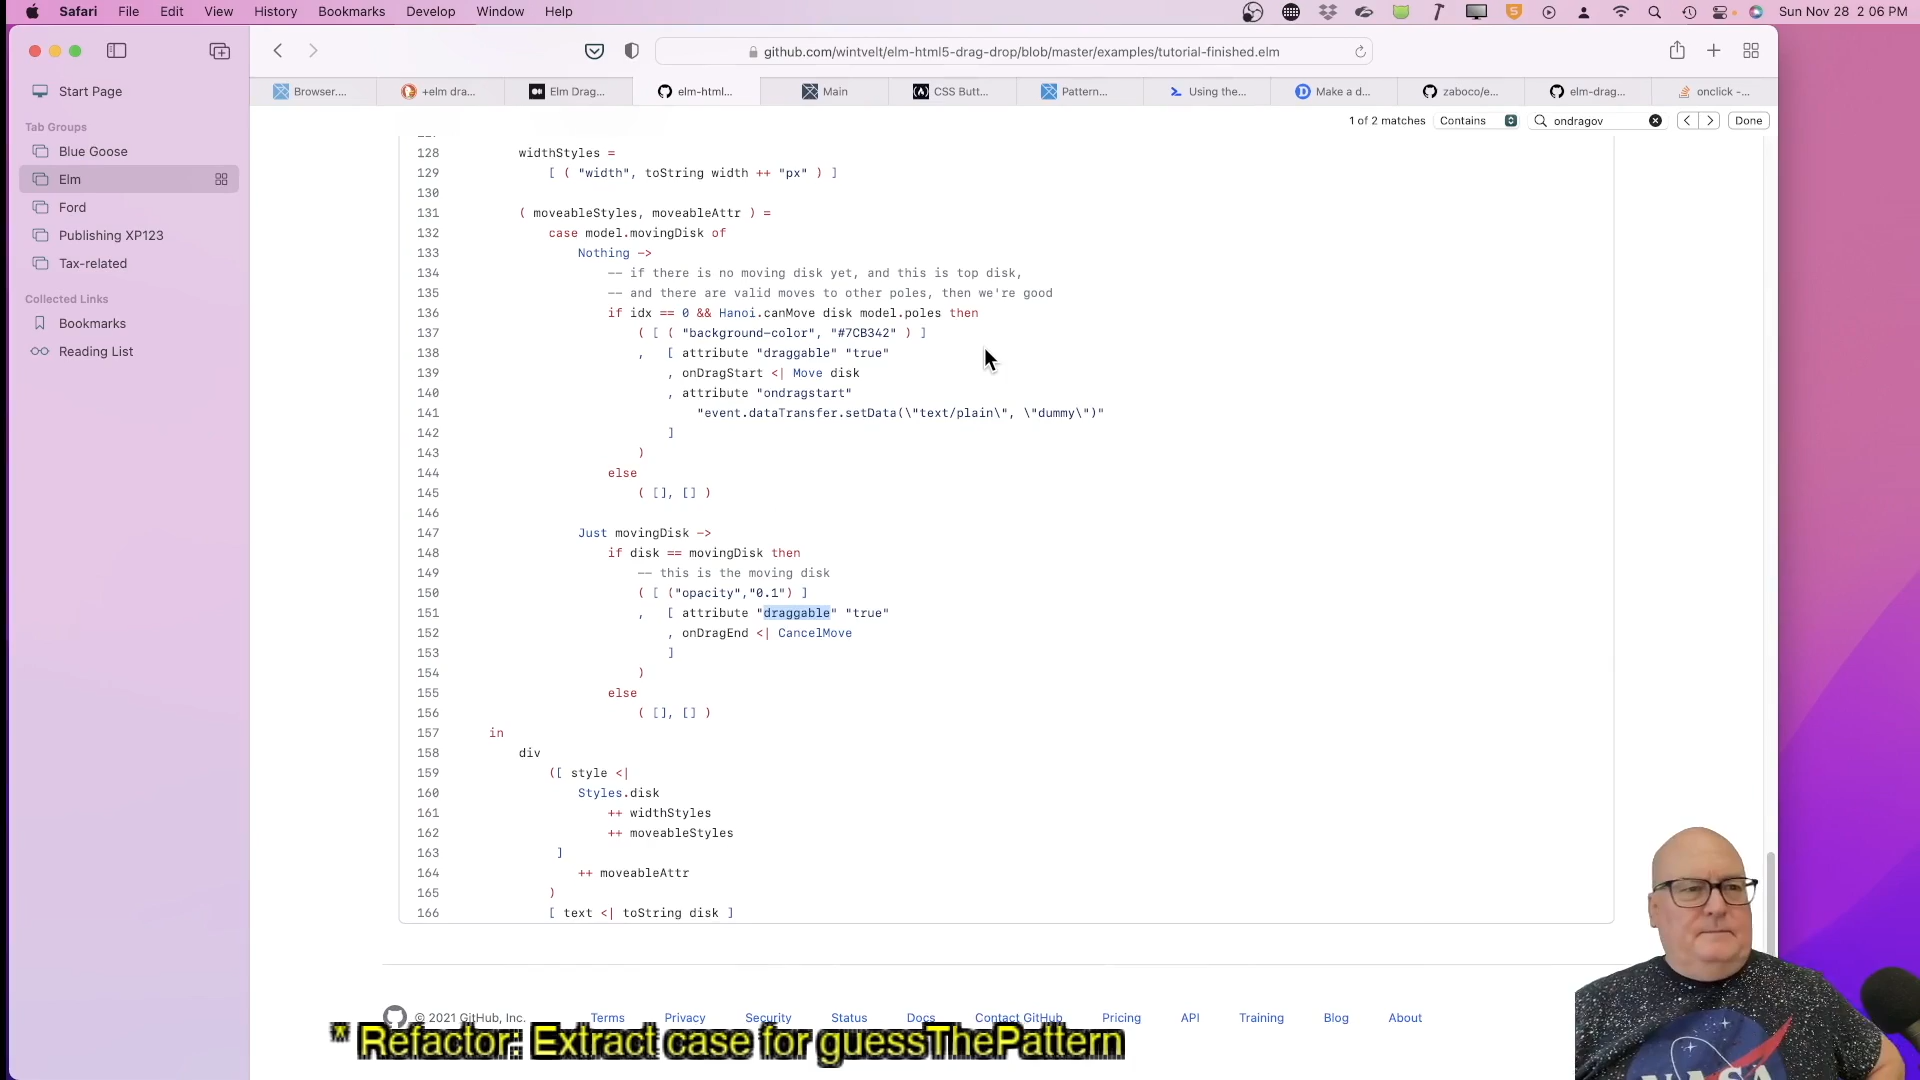 Safari File Edit View History Bookmarks Develop Window Help Sun Nov 28 2:06 PM
github.com/wintvelt/elm-html5-drag-drop/blob/master/examples/tutorial-finished.elm
Browser.... +elm dra... Elm Drag... elm-html... Main CSS Butt... Pattern... Using the... Make a d... zaboco/e... elm-drag... onclick -...
1 of 2 matches Contains ondragov Done
Start Page
Tab Groups
Blue Goose
Elm
Ford
Publishing XP123
Tax-related
Collected Links
Bookmarks
Reading List
128 widthStyles =
129 [ ( "width", toString width ++ "px" ) ]
130
131 ( moveableStyles, moveableAttr ) =
132 case model.movingDisk of
133 Nothing ->
134 -- if there is no moving disk yet, and this is top disk,
135 -- and there are valid moves to other poles, then we're good
136 if idx == 0 && Hanoi.canMove disk model.poles then
137 ( [ ( "background-color", "#7CB342" ) ]
138 , [ attribute "draggable" "true"
139 , onDragStart <| Move disk
140 , attribute "ondragstart"
141 "event.dataTransfer.setData(\"text/plain\", \"dummy\")"
142 ]
143 )
144 else
145 ( [], [] )
146
147 Just movingDisk ->
148 if disk == movingDisk then
149 -- this is the moving disk
150 ( [ ("opacity","0.1") ]
151 , [ attribute "draggable" "true"
152 , onDragEnd <| CancelMove
153 ]
154 )
155 else
156 ( [], [] )
157 in
158 div
159 ([ style <|
160 Styles.disk
161 ++ widthStyles
162 ++ moveableStyles
163 ]
164 ++ moveableAttr
165 )
166 [ text <| toString disk ]
© 2021 GitHub, Inc. Terms Privacy Security Status Docs Contact GitHub Pricing API Training Blog About
* Refactor: Extract case for guessThePattern
NASA